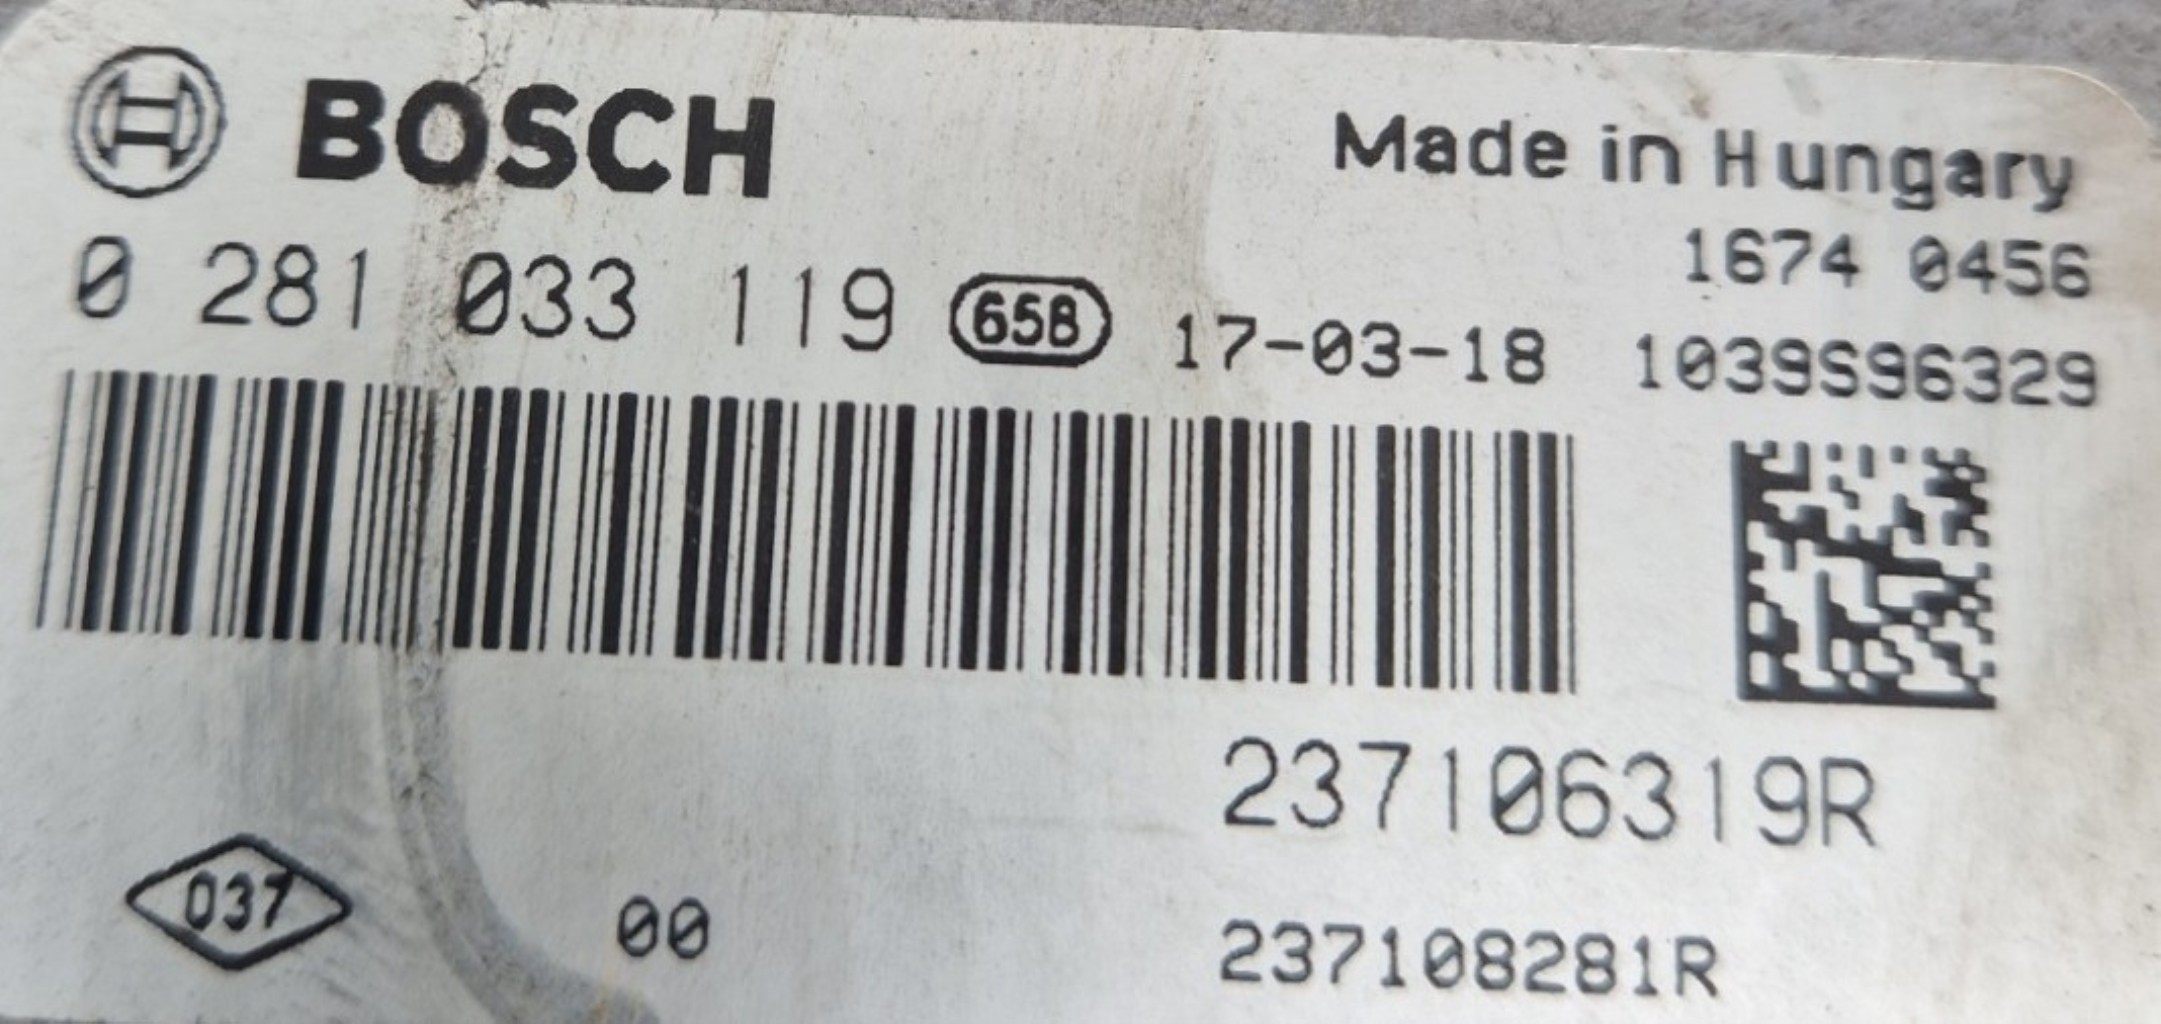 BOSCH
Made in Hungary
1674 0456
0 281 033 119 658 17-03-18 1039S96329
237106319R
037 00 237108281R